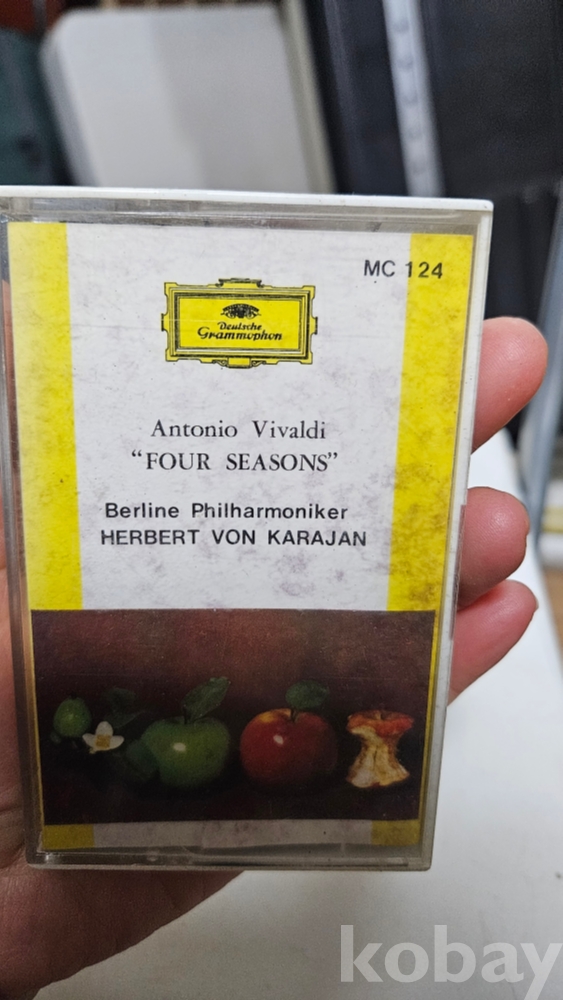 MC 124
Deutsche
Grammophon
Antonio Vivaldi
“FOUR SEASONS”
Berline Philharmoniker
HERBERT VON KARAJAN
kobay